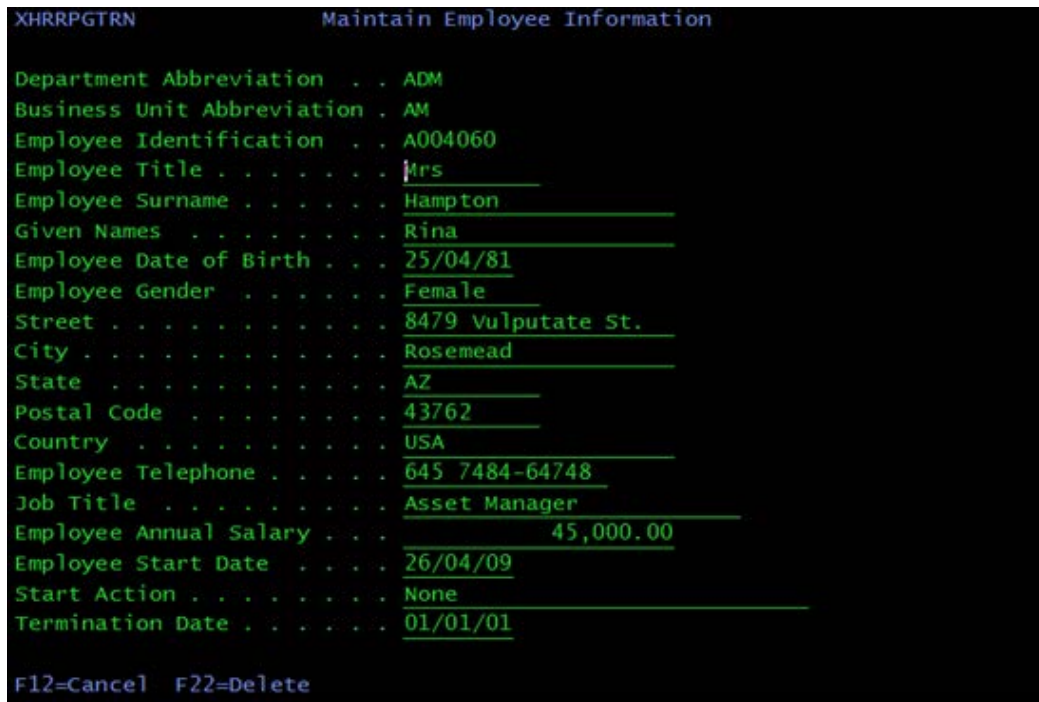 XHRRPGTRN Maintain Employee Information
Department Abbreviation . . ADM
Business Unit Abbreviation . AM
Employee Identification . . A004060
Employee Title . . . . . . . Mrs
Employee Surname . . . . . . Hampton
Given Names . . . . . . . . Rina
Employee Date of Birth . . . 25/04/81
Employee Gender . . . . . . Female
Street . . . . . . . . . . . 8479 Vulputate St.
City . . . . . . . . . . . . Rosemead
State . . . . . . . . . . . AZ
Postal Code . . . . . . . . 43762
Country . . . . . . . . . . USA
Employee Telephone . . . . . 645 7484-64748
Job Title . . . . . . . . . Asset Manager
Employee Annual Salary . . . 45,000.00
Employee Start Date . . . . 26/04/09
Start Action . . . . . . . . None
Termination Date . . . . . . 01/01/01
F12=Cancel F22=Delete